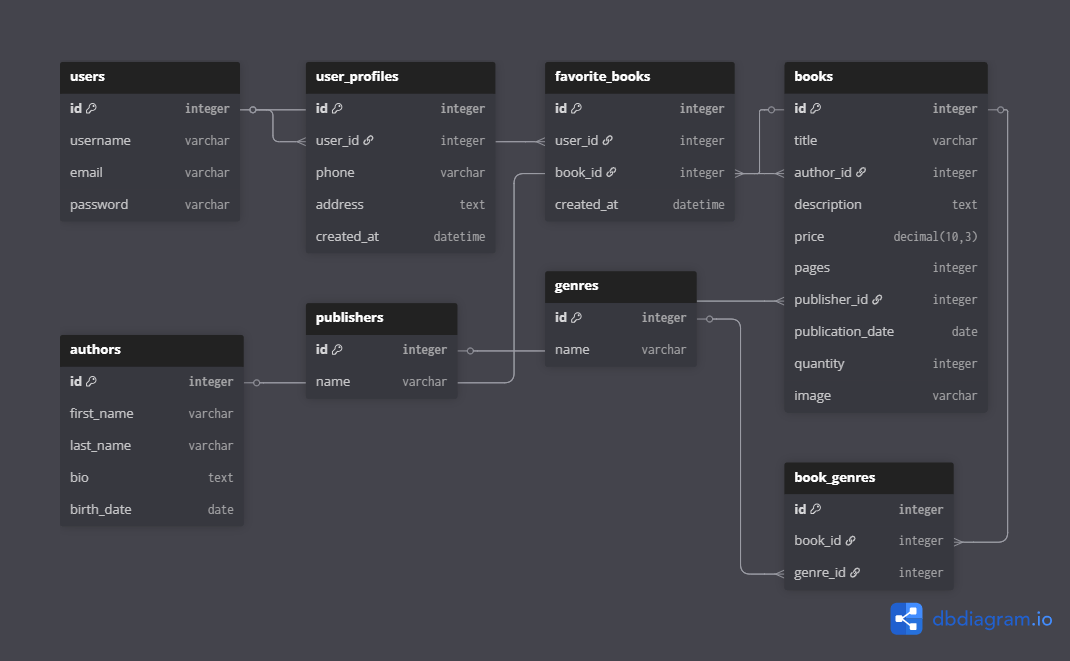 users
id integer
username varchar
email varchar
password varchar
user_profiles
id integer
user_id integer
phone varchar
address text
created_at datetime
favorite_books
id integer
user_id integer
book_id integer
created_at datetime
books
id integer
title varchar
author_id integer
description text
price decimal(10,3)
pages integer
publisher_id integer
publication_date date
quantity integer
image varchar
genres
id integer
name varchar
publishers
id integer
name varchar
authors
id integer
first_name varchar
last_name varchar
bio text
birth_date date
book_genres
id integer
book_id integer
genre_id integer
dbdiagram.io